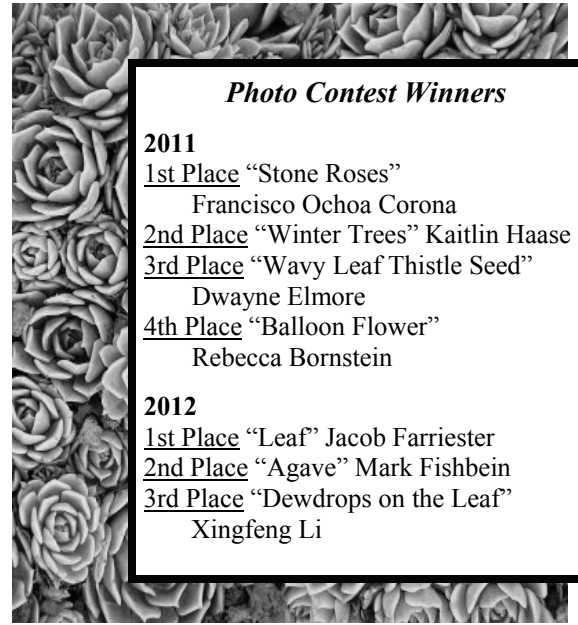 Photo Contest Winners
2011
1st Place “Stone Roses”
Francisco Ochoa Corona
2nd Place “Winter Trees” Kaitlin Haase
3rd Place “Wavy Leaf Thistle Seed”
Dwayne Elmore
4th Place “Balloon Flower”
Rebecca Bornstein
2012
1st Place “Leaf” Jacob Farriester
2nd Place “Agave” Mark Fishbein
3rd Place “Dewdrops on the Leaf”
Xingfeng Li